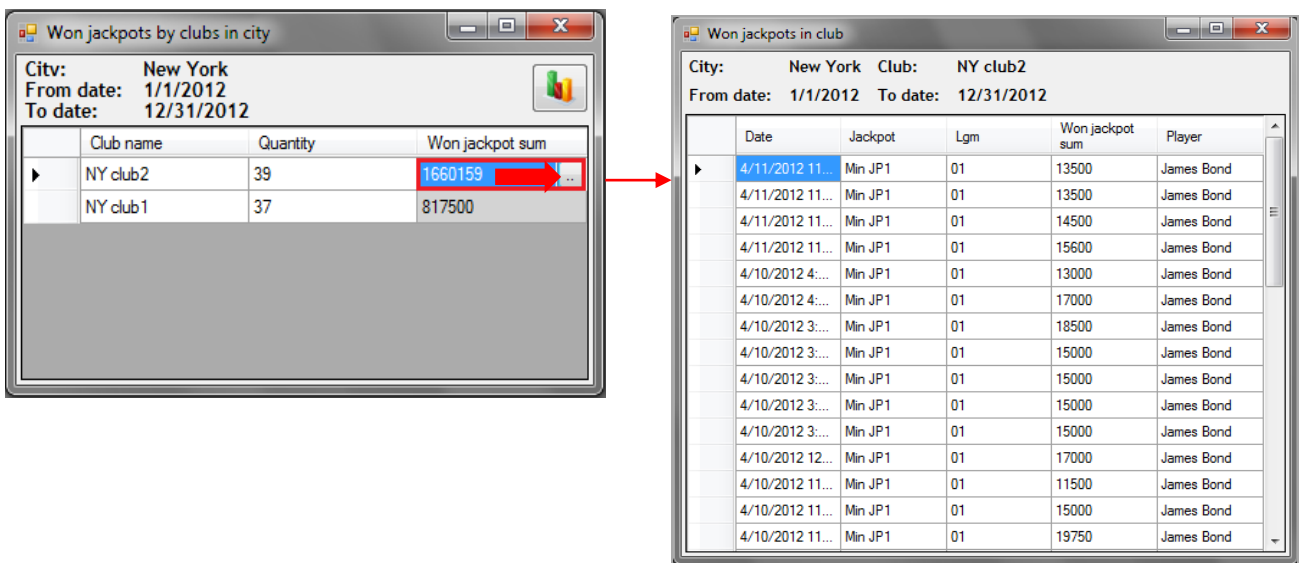 Won jackpots by clubs in city
City: New York
From date: 1/1/2012
To date: 12/31/2012
Club name Quantity Won jackpot sum
NY club2 39 1660159 ..
NY club1 37 817500
Won jackpots in club
City: New York Club: NY club2
From date: 1/1/2012 To date: 12/31/2012
Date Jackpot Lgm Won jackpot sum Player
4/11/2012 11... Min JP1 01 13500 James Bond
4/11/2012 11... Min JP1 01 13500 James Bond
4/11/2012 11... Min JP1 01 14500 James Bond
4/11/2012 11... Min JP1 01 15600 James Bond
4/10/2012 4:... Min JP1 01 13000 James Bond
4/10/2012 4:... Min JP1 01 17000 James Bond
4/10/2012 3:... Min JP1 01 18500 James Bond
4/10/2012 3:... Min JP1 01 15000 James Bond
4/10/2012 3:... Min JP1 01 15000 James Bond
4/10/2012 3:... Min JP1 01 15000 James Bond
4/10/2012 3:... Min JP1 01 15000 James Bond
4/10/2012 12... Min JP1 01 17000 James Bond
4/10/2012 11... Min JP1 01 11500 James Bond
4/10/2012 11... Min JP1 01 15000 James Bond
4/10/2012 11... Min JP1 01 19750 James Bond